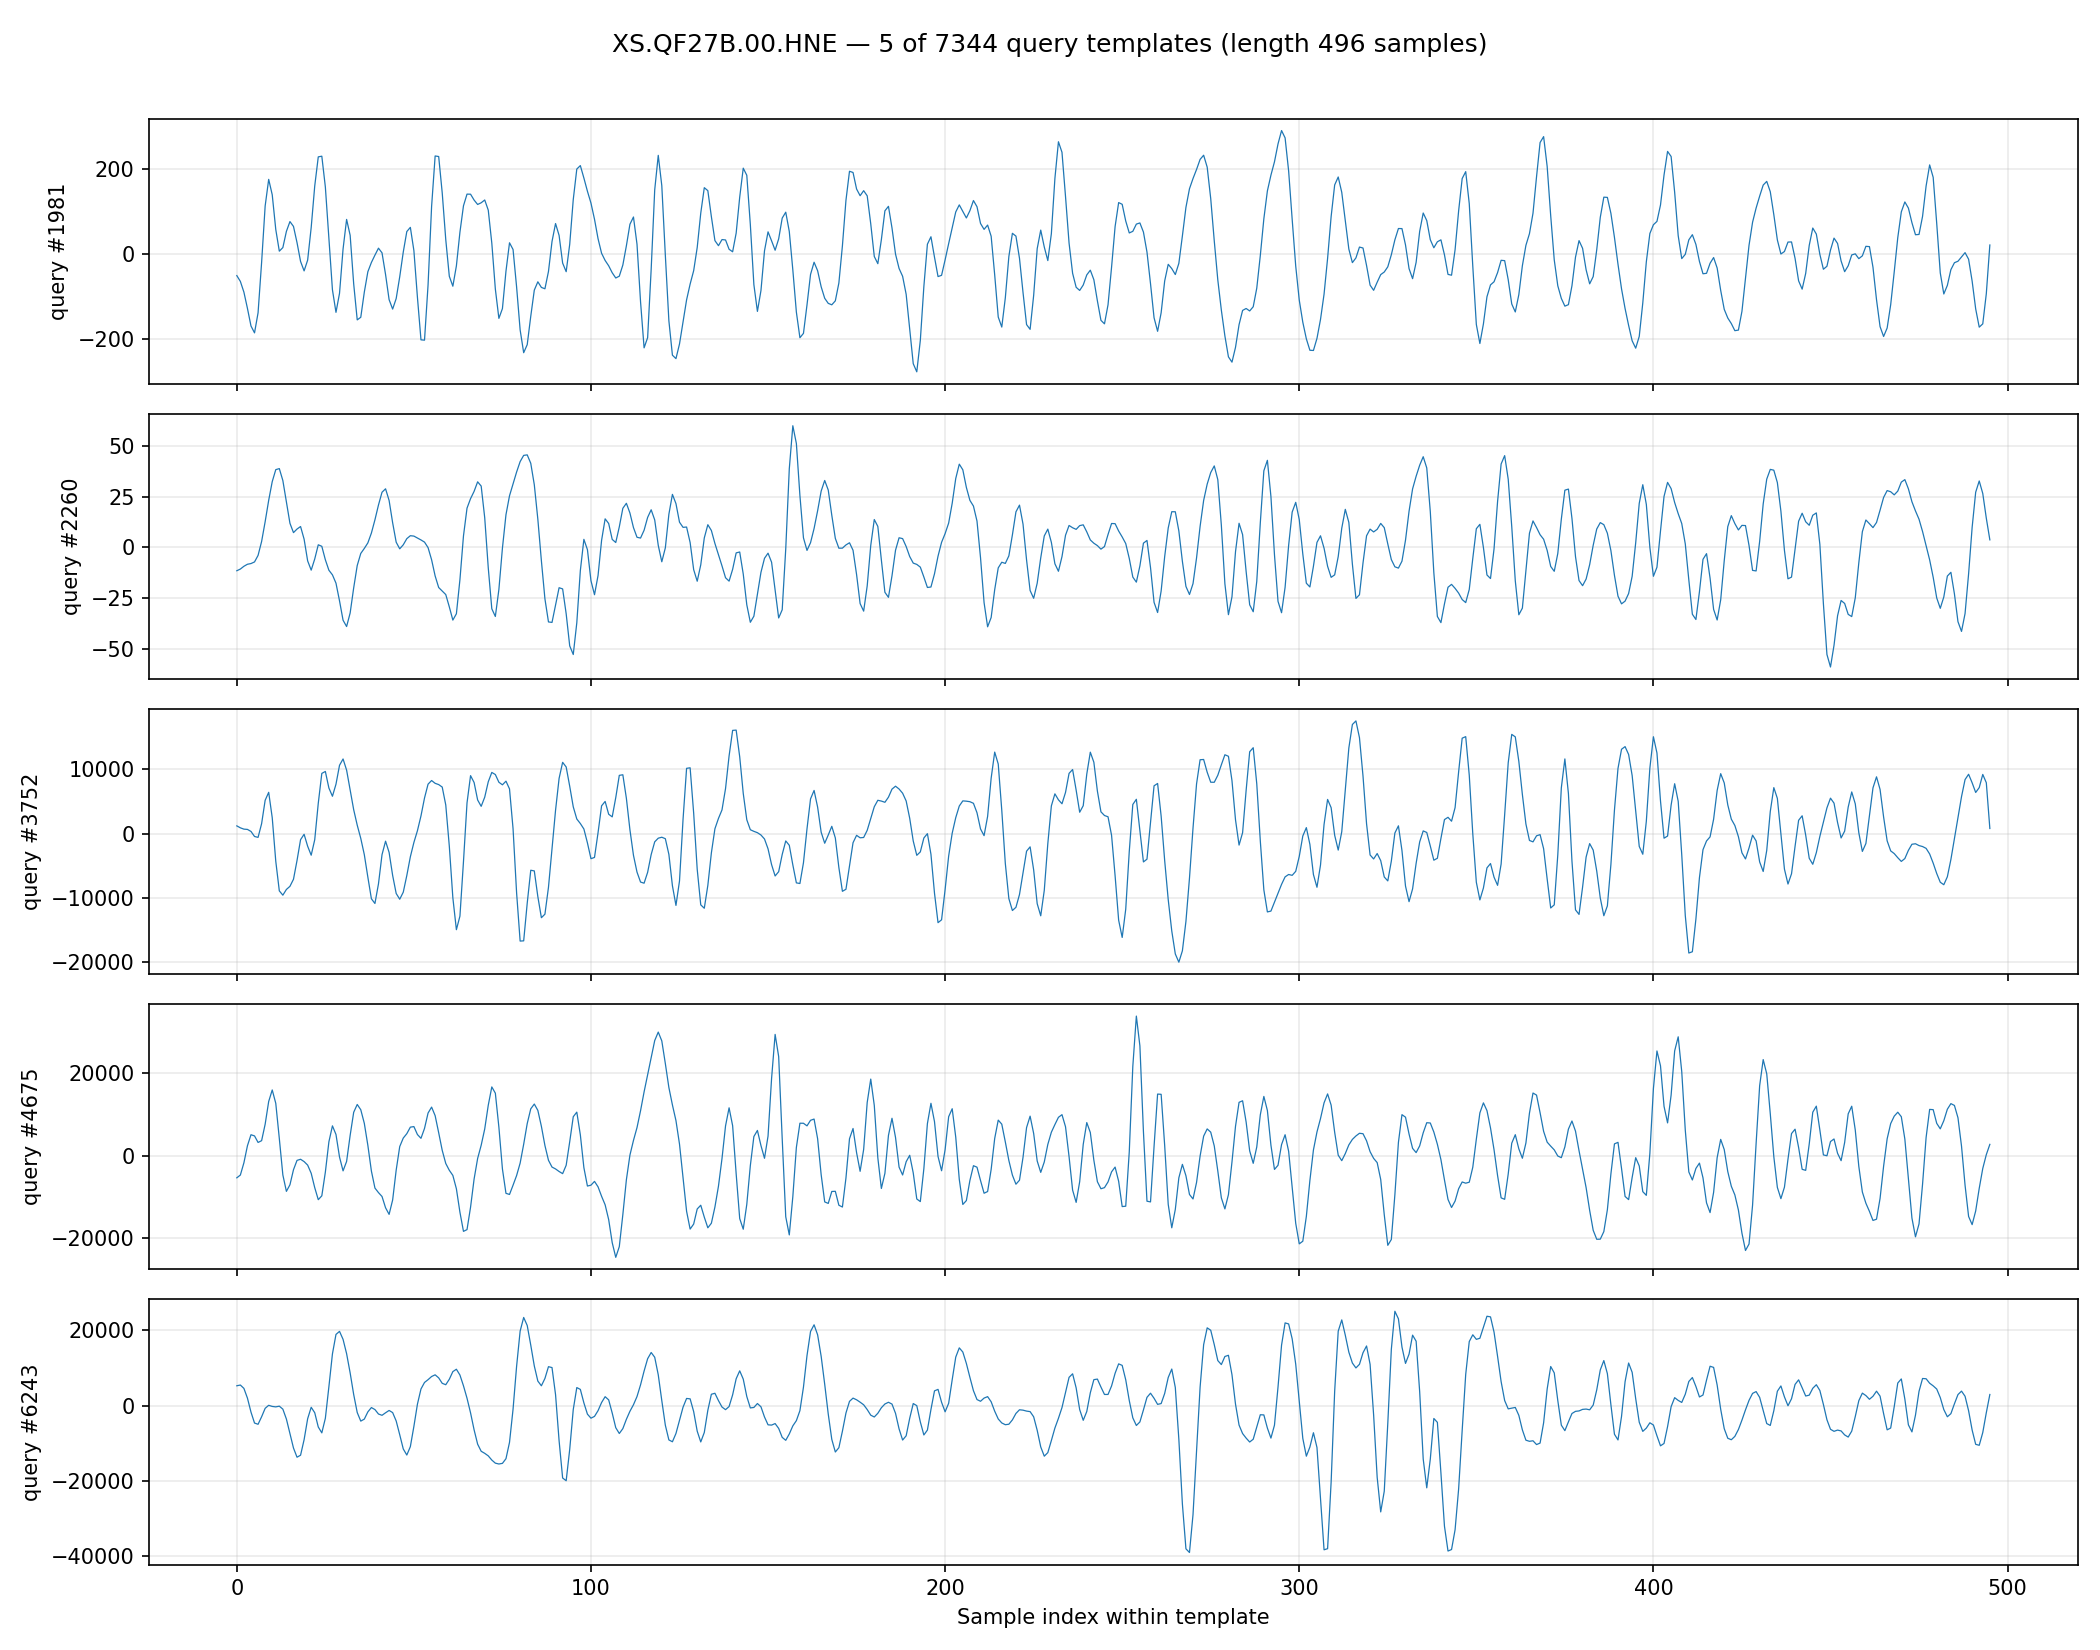 XS.QF27B.00.HNE — 5 of 7344 query templates (length 496 samples)
query #1981
200
0
−200
query #2260
50
25
0
−25
−50
query #3752
10000
0
−10000
−20000
query #4675
20000
0
−20000
query #6243
20000
0
−20000
−40000
0 100 200 300 400 500
Sample index within template